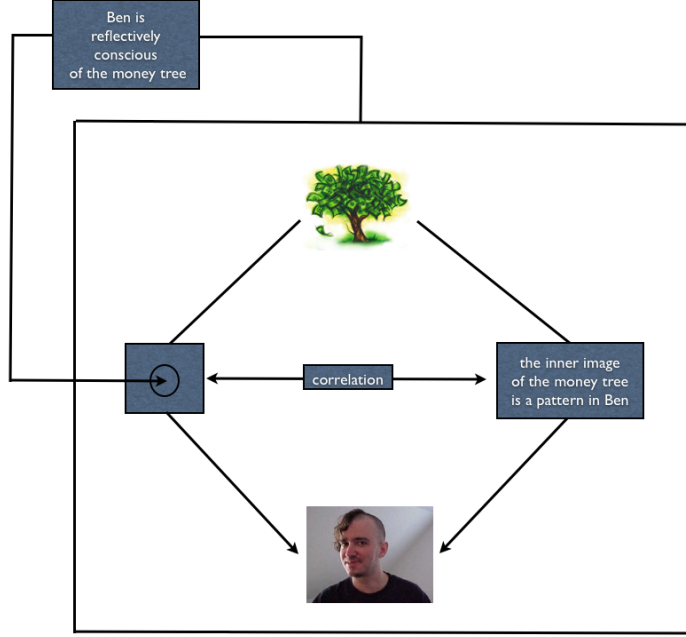 Ben is
reflectively
conscious
of the money tree
correlation
the inner image
of the money tree
is a pattern in Ben